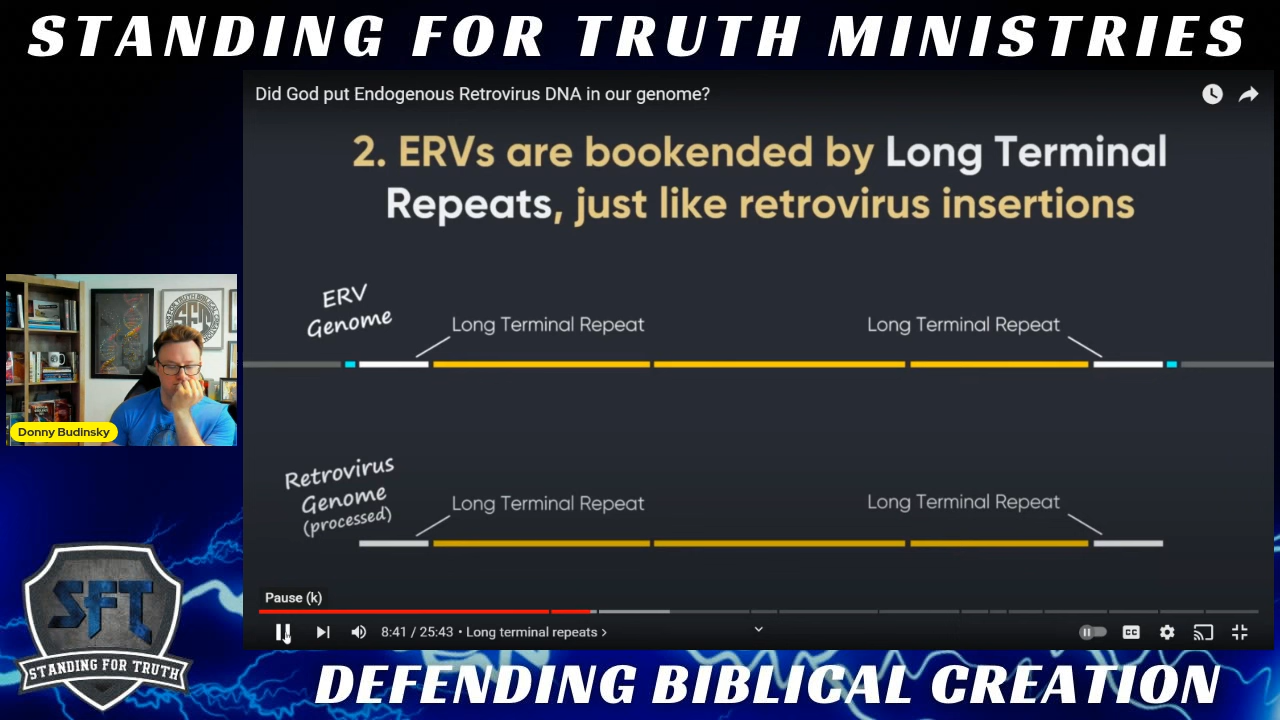 STANDING FOR TRUTH MINISTRIES
Did God put Endogenous Retrovirus DNA in our genome?
2. ERVs are bookended by Long Terminal
Repeats, just like retrovirus insertions
ERV
Genome
Long Terminal Repeat
Long Terminal Repeat
Donny Budinsky
Retrovirus
Genome
(processed)
Long Terminal Repeat
Long Terminal Repeat
Pause (k)
8:41 / 25:43 • Long terminal repeats ›
CC
SFT
STANDING FOR TRUTH
DEFENDING BIBLICAL CREATION